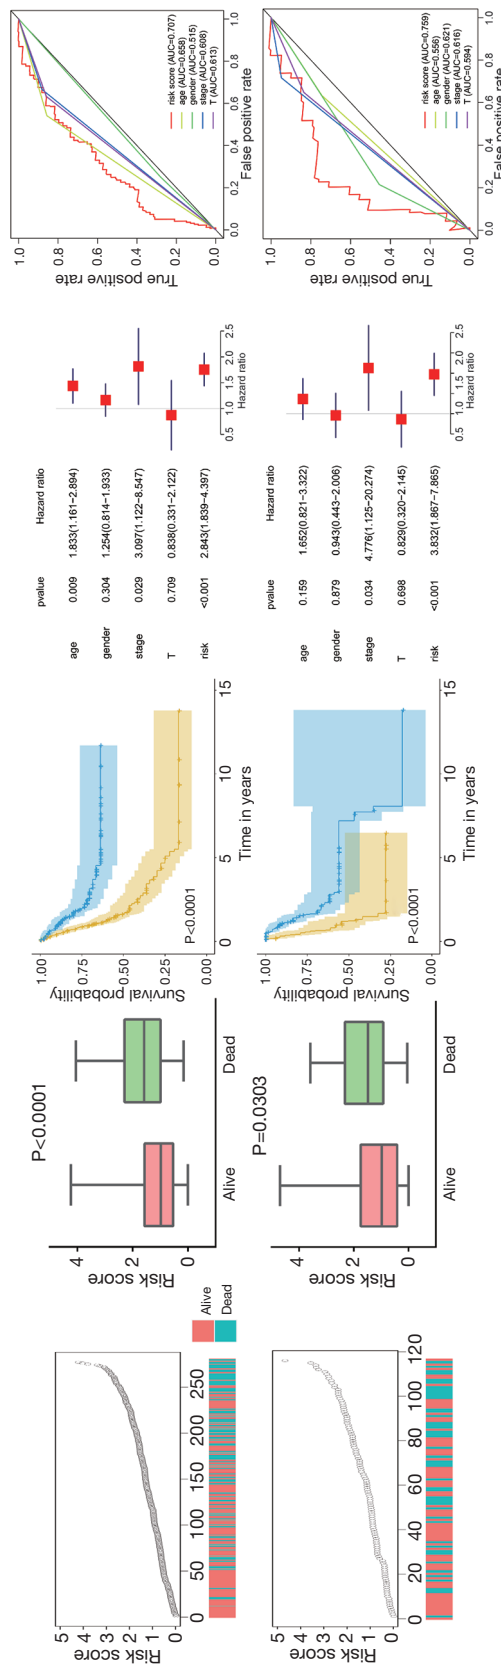 Risk score
5
4
3
2
1
0
0 50 100 150 200 250
Alive
Dead
P<0.0001
Risk score
4
2
0
Alive Dead
Survival probability
1.00
0.75
0.50
0.25
0.00
P<0.0001
0 5 10 15
Time in years
pvalue Hazard ratio
age 0.009 1.833(1.161−2.894)
gender 0.304 1.254(0.814−1.933)
stage 0.029 3.097(1.122−8.547)
T 0.709 0.838(0.331−2.122)
risk <0.001 2.843(1.839−4.397)
0.5 1.0 1.5 2.0 2.5
Hazard ratio
True positive rate
1.0
0.8
0.6
0.4
0.2
0.0
risk score (AUC=0.707)
age (AUC=0.658)
gender (AUC=0.515)
stage (AUC=0.608)
T (AUC=0.613)
0.0 0.2 0.4 0.6 0.8 1.0
False positive rate
Risk score
5
4
3
2
1
0
0 20 40 60 80 100 120
P=0.0303
Risk score
4
2
0
Alive Dead
Survival probability
1.00
0.75
0.50
0.25
0.00
P<0.0001
0 5 10 15
Time in years
pvalue Hazard ratio
age 0.159 1.652(0.821−3.322)
gender 0.879 0.943(0.443−2.006)
stage 0.034 4.776(1.125−20.274)
T 0.698 0.829(0.320−2.145)
risk <0.001 3.832(1.867−7.865)
0.5 1.0 1.5 2.0 2.5
Hazard ratio
True positive rate
1.0
0.8
0.6
0.4
0.2
0.0
risk score (AUC=0.759)
age (AUC=0.556)
gender (AUC=0.621)
stage (AUC=0.616)
T (AUC=0.594)
0.0 0.2 0.4 0.6 0.8 1.0
False positive rate